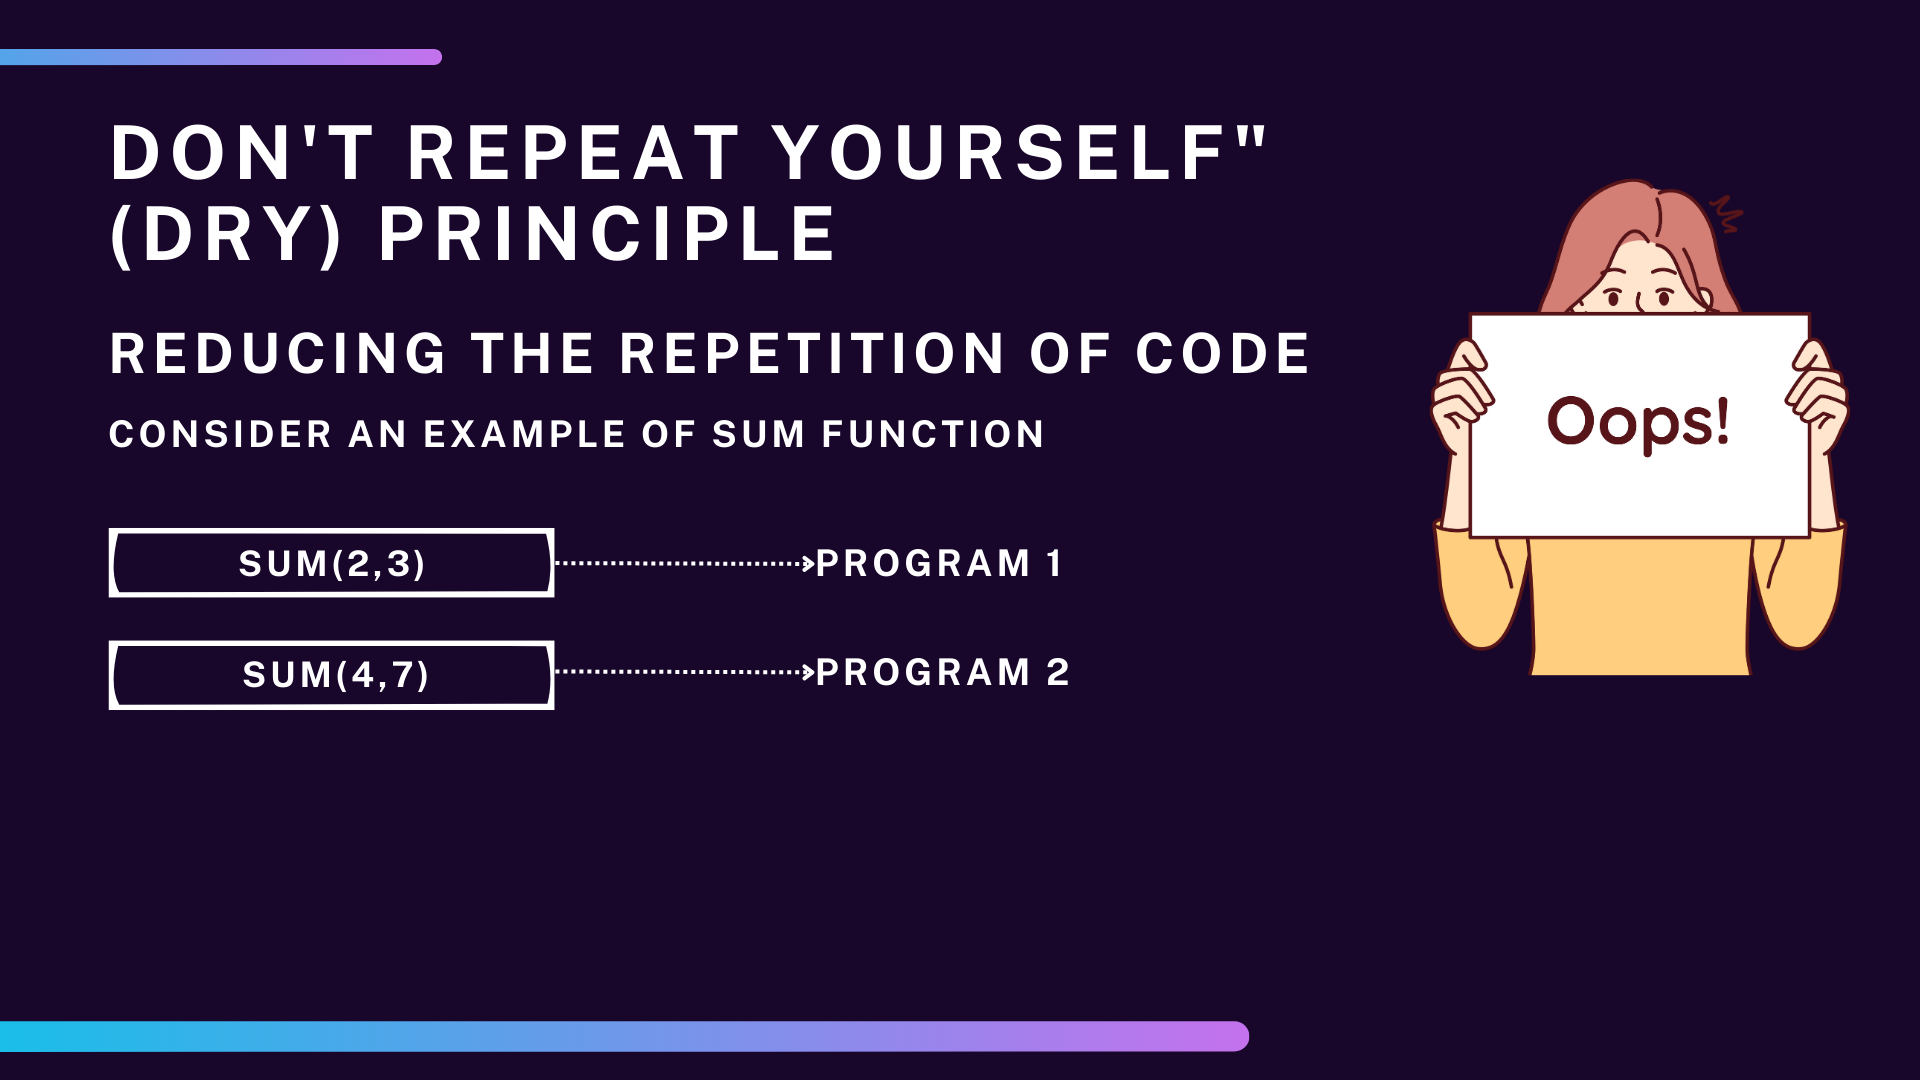 DON'T REPEAT YOURSELF"
(DRY) PRINCIPLE
REDUCING THE REPETITION OF CODE
CONSIDER AN EXAMPLE OF SUM FUNCTION
SUM(2,3) PROGRAM 1
SUM(4,7) PROGRAM 2
Oops!